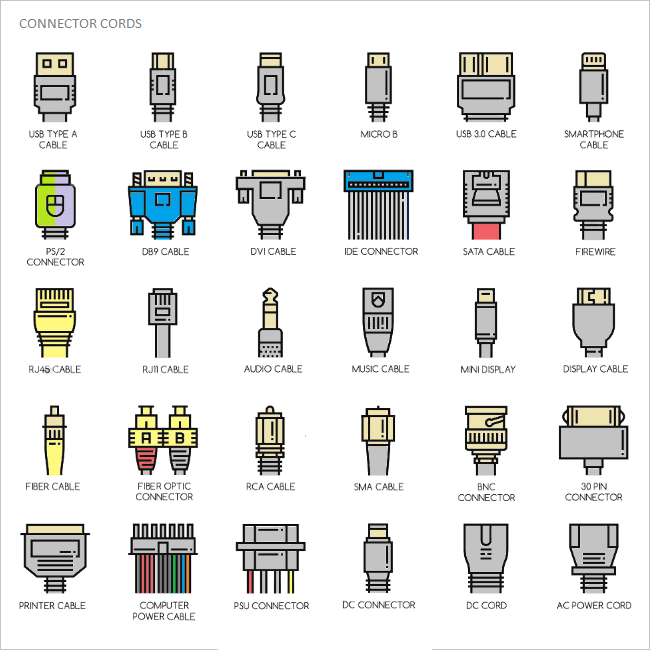 CONNECTOR CORDS
USB TYPE A
CABLE
USB TYPE B
CABLE
USB TYPE C
CABLE
MICRO B
USB 3.0 CABLE
SMARTPHONE
CABLE
PS/2
CONNECTOR
DB9 CABLE
DVI CABLE
IDE CONNECTOR
SATA CABLE
FIREWIRE
RJ45 CABLE
RJ11 CABLE
AUDIO CABLE
MUSIC CABLE
MINI DISPLAY
DISPLAY CABLE
A B
FIBER CABLE
FIBER OPTIC
CONNECTOR
RCA CABLE
SMA CABLE
BNC
CONNECTOR
30 PIN
CONNECTOR
PRINTER CABLE
COMPUTER
POWER CABLE
PSU CONNECTOR
DC CONNECTOR
DC CORD
AC POWER CORD